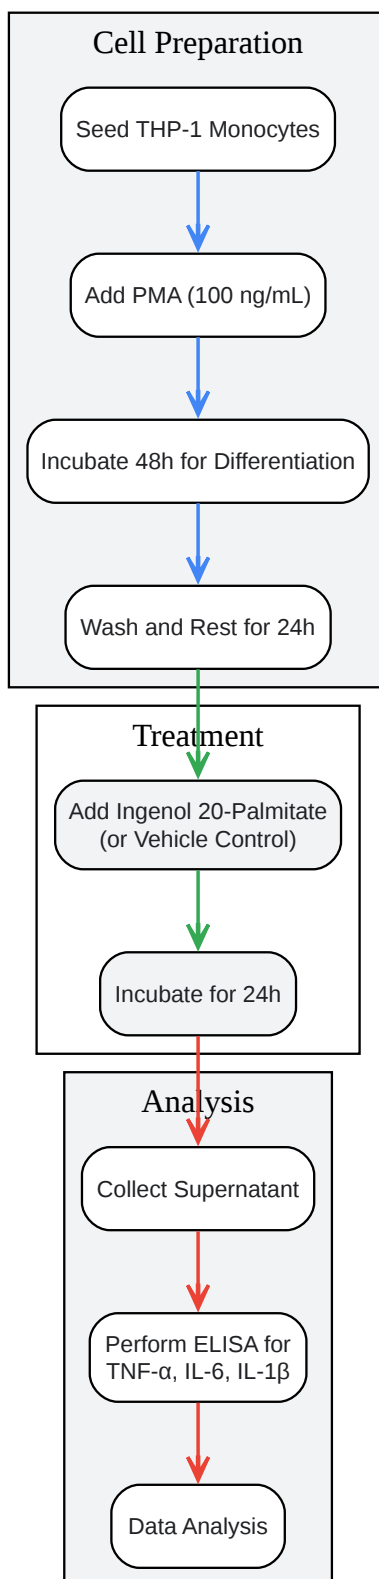 Cell Preparation
Seed THP-1 Monocytes
Add PMA (100 ng/mL)
Incubate 48h for Differentiation
Wash and Rest for 24h
Treatment
Add Ingenol 20-Palmitate
(or Vehicle Control)
Incubate for 24h
Analysis
Collect Supernatant
Perform ELISA for
TNF-α, IL-6, IL-1β
Data Analysis